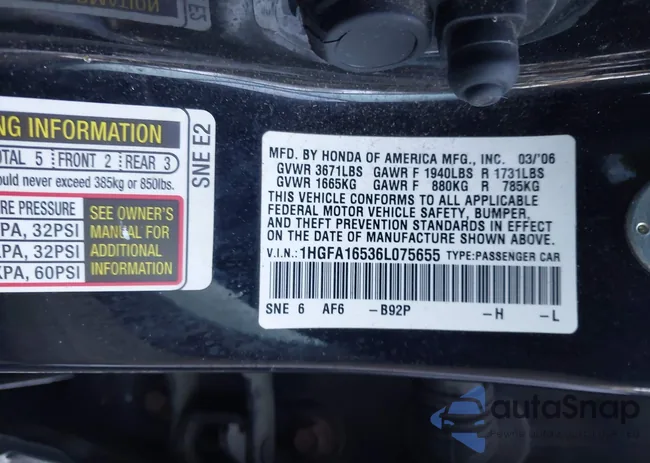 NG INFORMATION
OTAL 5 FRONT 2 REAR 3
ould never exceed 385kg or 850lbs.
RE PRESSURE
PA, 32PSI
PA, 32PSI
KPA, 60PSI
SEE OWNER'S
MANUAL FOR
ADDITIONAL
INFORMATION
SNE E2
MFD. BY HONDA OF AMERICA MFG., INC. 03/'06
GVWR 3671LBS GAWR F 1940LBS R 1731LBS
GVWR 1665KG GAWR F 880KG R 785KG
THIS VEHICLE CONFORMS TO ALL APPLICABLE
FEDERAL MOTOR VEHICLE SAFETY, BUMPER,
AND THEFT PREVENTION STANDARDS IN EFFECT
ON THE DATE OF MANUFACTURE SHOWN ABOVE.
V.I.N.: 1HGFA16536L075655 TYPE:PASSENGER CAR
SNE 6 AF6 -B92P -H -L
autoSnap